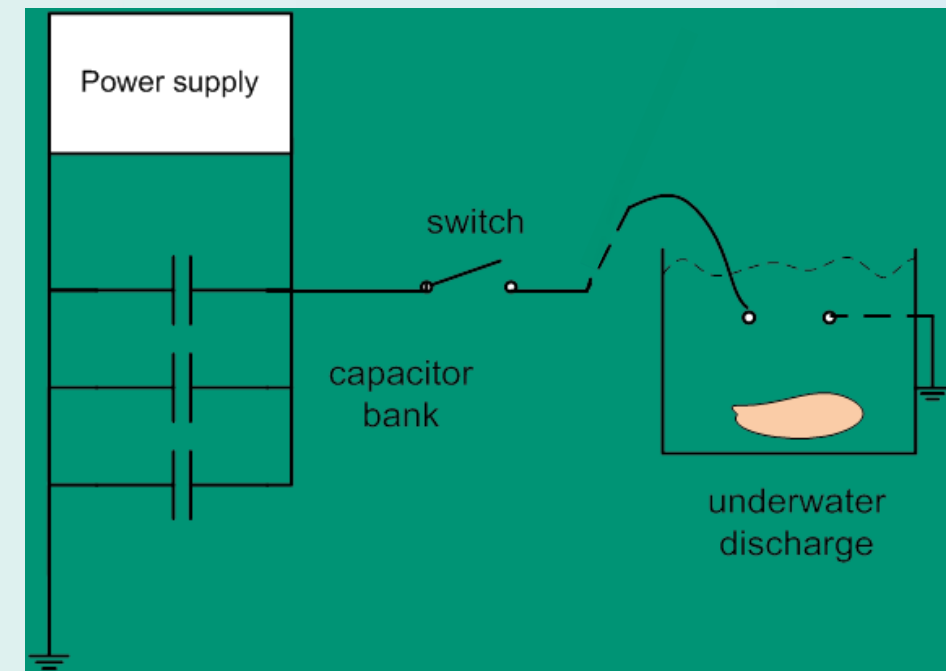 Power supply
switch
capacitor
bank
underwater
discharge